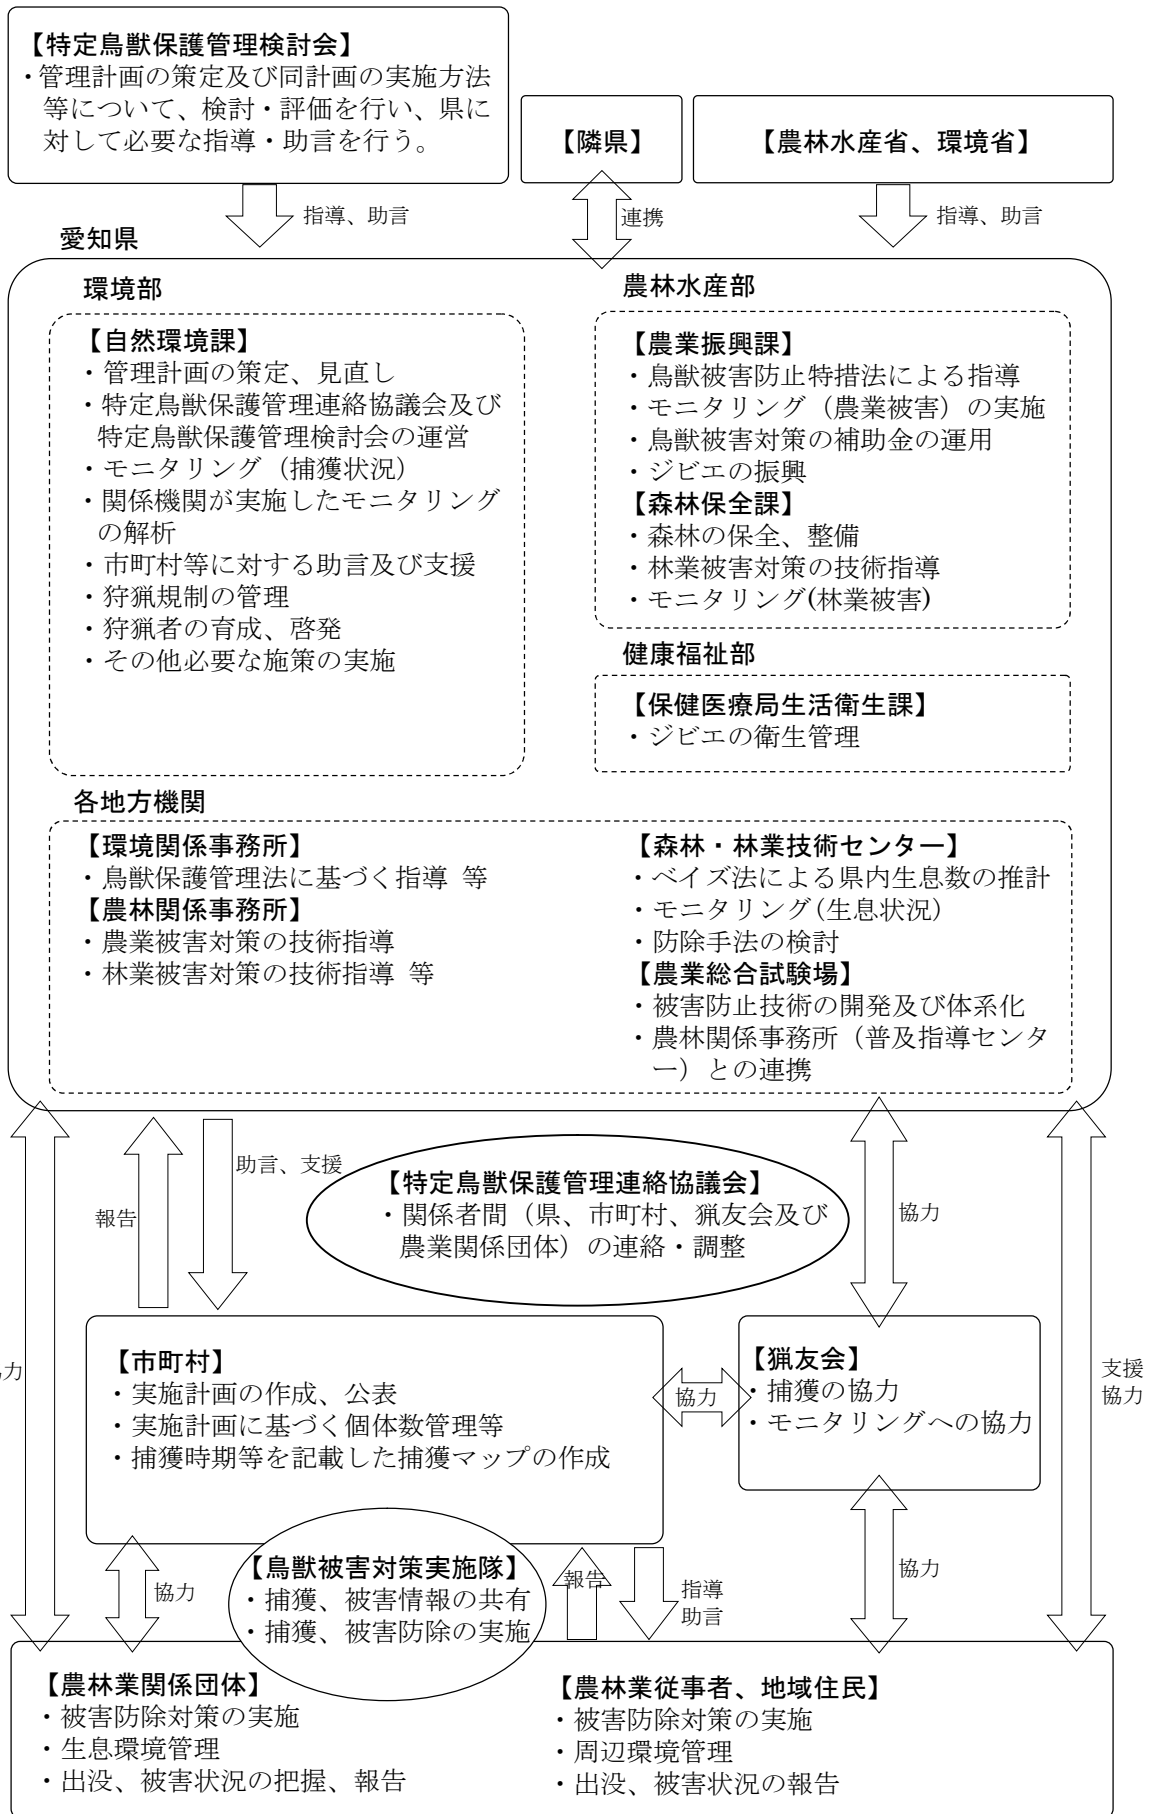 【特定鳥獣保護管理検討会】
・管理計画の策定及び同計画の実施方法
等について、検討・評価を行い、県に
対して必要な指導・助言を行う。
【隣県】
【農林水産省、環境省】
指導、助言
連携
指導、助言
愛知県
環境部
【自然環境課】
・管理計画の策定、見直し
・特定鳥獣保護管理連絡協議会及び
特定鳥獣保護管理検討会の運営
・モニタリング（捕獲状況）
・関係機関が実施したモニタリング
の解析
・市町村等に対する助言及び支援
・狩猟規制の管理
・狩猟者の育成、啓発
・その他必要な施策の実施
農林水産部
【農業振興課】
・鳥獣被害防止特措法による指導
・モニタリング（農業被害）の実施
・鳥獣被害対策の補助金の運用
・ジビエの振興
【森林保全課】
・森林の保全、整備
・林業被害対策の技術指導
・モニタリング(林業被害)
健康福祉部
【保健医療局生活衛生課】
・ジビエの衛生管理
各地方機関
【環境関係事務所】
・鳥獣保護管理法に基づく指導 等
【農林関係事務所】
・農業被害対策の技術指導
・林業被害対策の技術指導 等
【森林・林業技術センター】
・ベイズ法による県内生息数の推計
・モニタリング(生息状況)
・防除手法の検討
【農業総合試験場】
・被害防止技術の開発及び体系化
・農林関係事務所（普及指導センタ
ー）との連携
報告
助言、支援
【特定鳥獣保護管理連絡協議会】
・関係者間（県、市町村、猟友会及び
農業関係団体）の連絡・調整
協力
力
支援
協力
【市町村】
・実施計画の作成、公表
・実施計画に基づく個体数管理等
・捕獲時期等を記載した捕獲マップの作成
協力
【猟友会】
・捕獲の協力
・モニタリングへの協力
協力
【鳥獣被害対策実施隊】
・捕獲、被害情報の共有
・捕獲、被害防除の実施
報告
指導
助言
協力
【農林業関係団体】
・被害防除対策の実施
・生息環境管理
・出没、被害状況の把握、報告
【農林業従事者、地域住民】
・被害防除対策の実施
・周辺環境管理
・出没、被害状況の報告